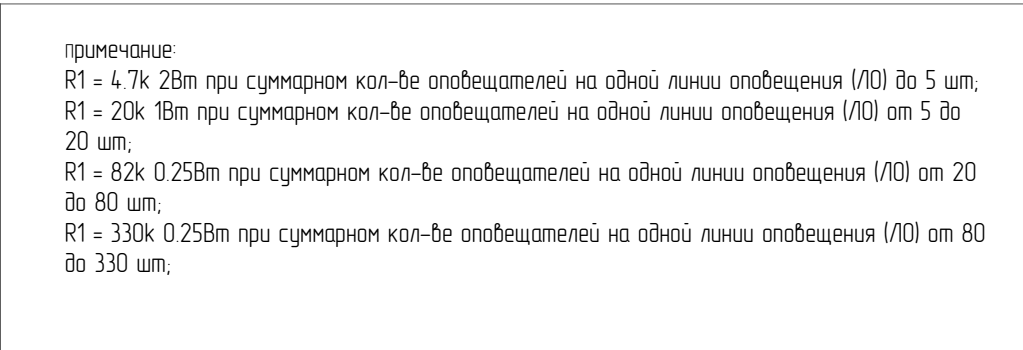 примечание:
R1 = 4.7k 2Вт при суммарном кол-ве оповещателей на одной линии оповещения (ЛО) до 5 шт;
R1 = 20k 1Вт при суммарном кол-ве оповещателей на одной линии оповещения (ЛО) от 5 до
20 шт;
R1 = 82k 0.25Вт при суммарном кол-ве оповещателей на одной линии оповещения (ЛО) от 20
до 80 шт;
R1 = 330k 0.25Вт при суммарном кол-ве оповещателей на одной линии оповещения (ЛО) от 80
до 330 шт;